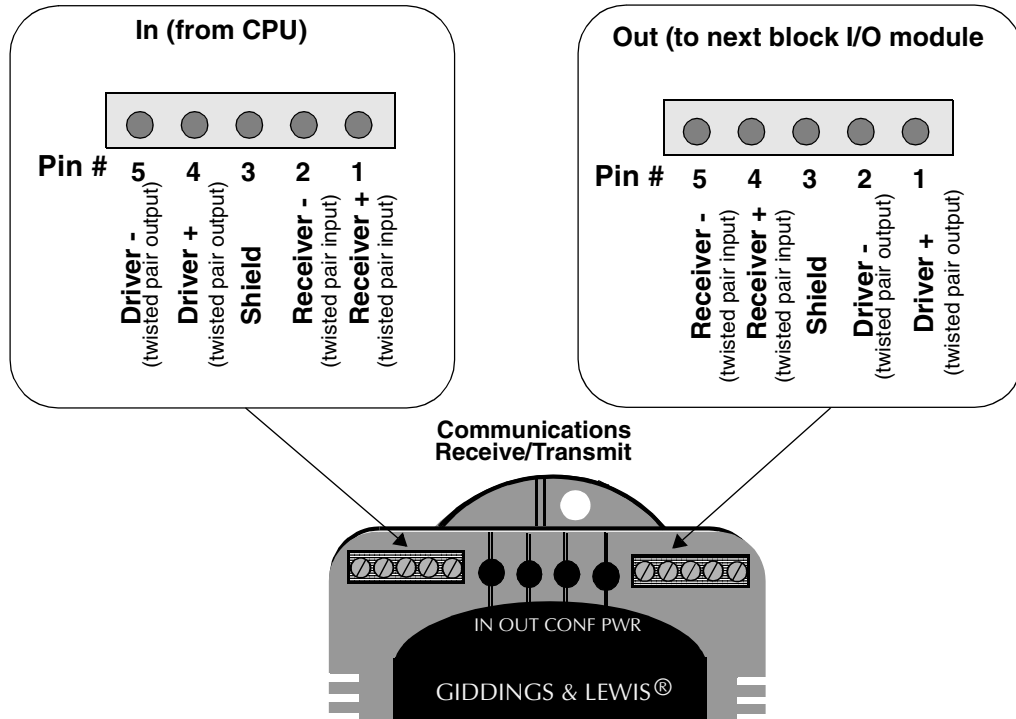 In (from CPU)
Pin # 5 4 3 2 1
Driver -
(twisted pair output)
Driver +
(twisted pair output)
Shield
Receiver -
(twisted pair input)
Receiver +
(twisted pair input)
Out (to next block I/O module
Pin # 5 4 3 2 1
Receiver -
(twisted pair input)
Receiver +
(twisted pair input)
Shield
Driver -
(twisted pair output)
Driver +
(twisted pair output)
Communications
Receive/Transmit
IN OUT CONF PWR
GIDDINGS & LEWIS®